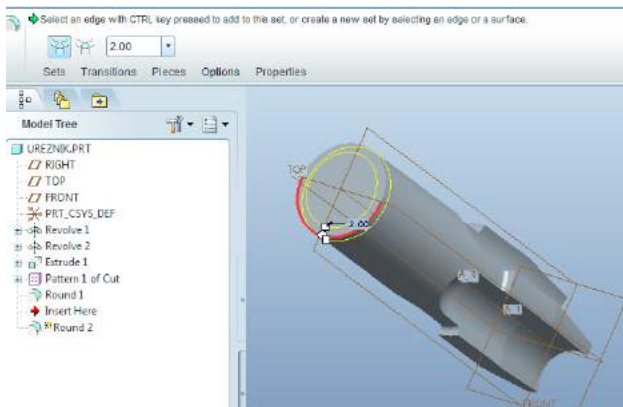 Select an edge with CTRL key pressed to add to this set, or create a new set by selecting an edge or a surface.
2.00
Sets Transitions Pieces Options Properties
Model Tree
UREZNIK.PRT
RIGHT
TOP
FRONT
PRT_CSYS_DEF
Revolve 1
Revolve 2
Extrude 1
Pattern 1 of Cut
Round 1
Insert Here
Round 2
TOP
2.00
A_1
FRONT